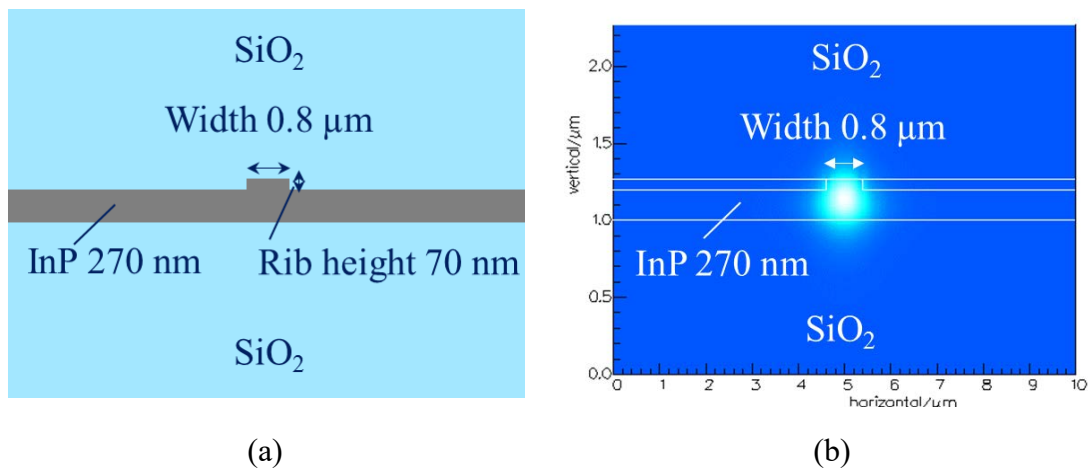 SiO2
Width 0.8 µm
InP 270 nm
Rib height 70 nm
SiO2
(a)
SiO2
Width 0.8 µm
InP 270 nm
SiO2
vertical/µm
2.0
1.5
1.0
0.5
0.0
0 1 2 3 4 5 6 7 8 9 10
horizontal/µm
(b)